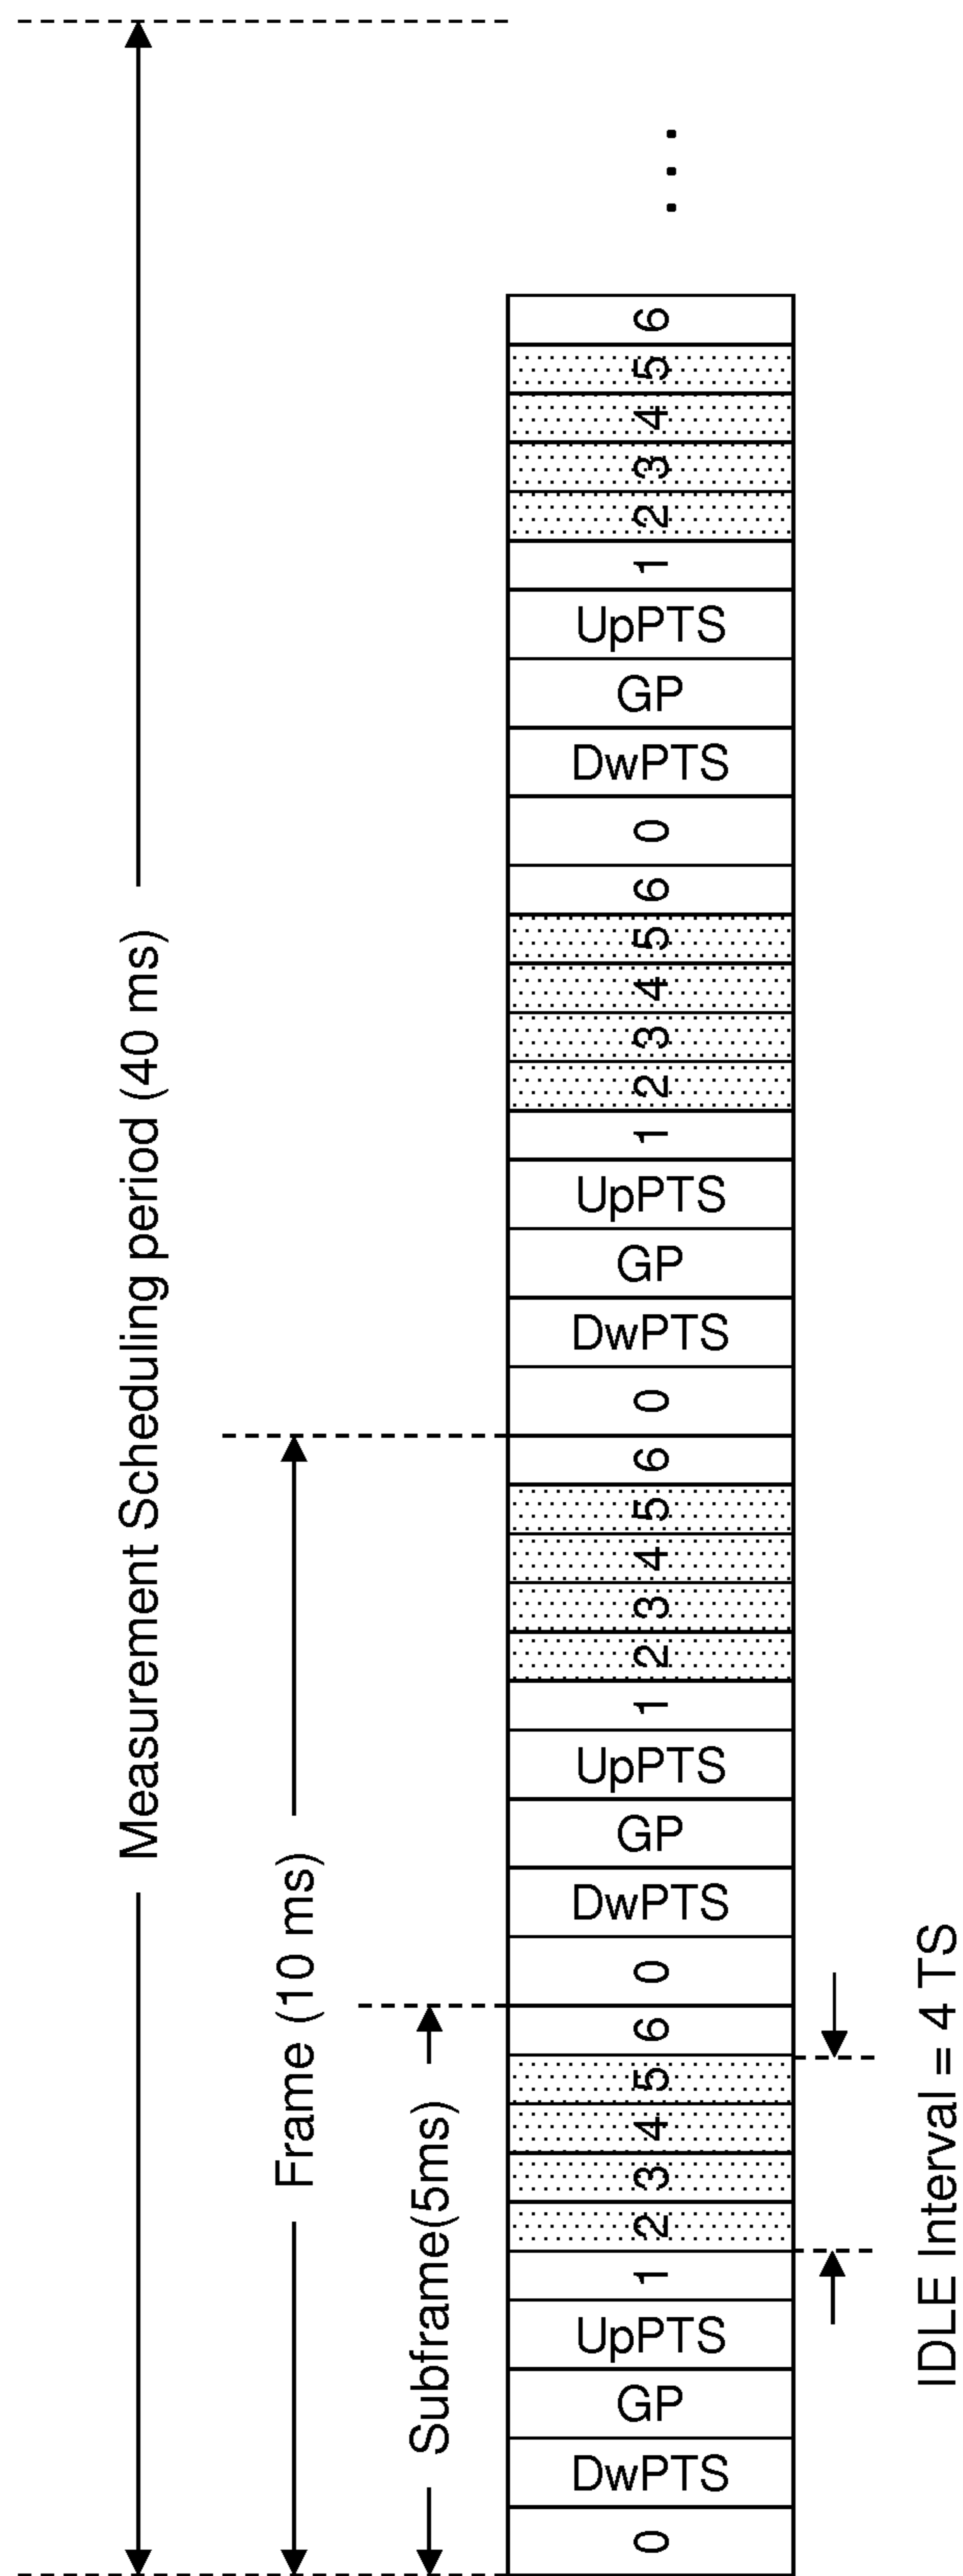 Measurement Scheduling period (40 ms)
Frame (10 ms)
Subframe(5ms)
0 DwPTS GP UpPTS 1 2 3 4 5 6 0 DwPTS GP UpPTS 1 2 3 4 5 6 0 DwPTS GP UpPTS 1 2 3 4 5 6 0 DwPTS GP UpPTS 1 2 3 4 5 6 ...
IDLE Interval = 4 TS